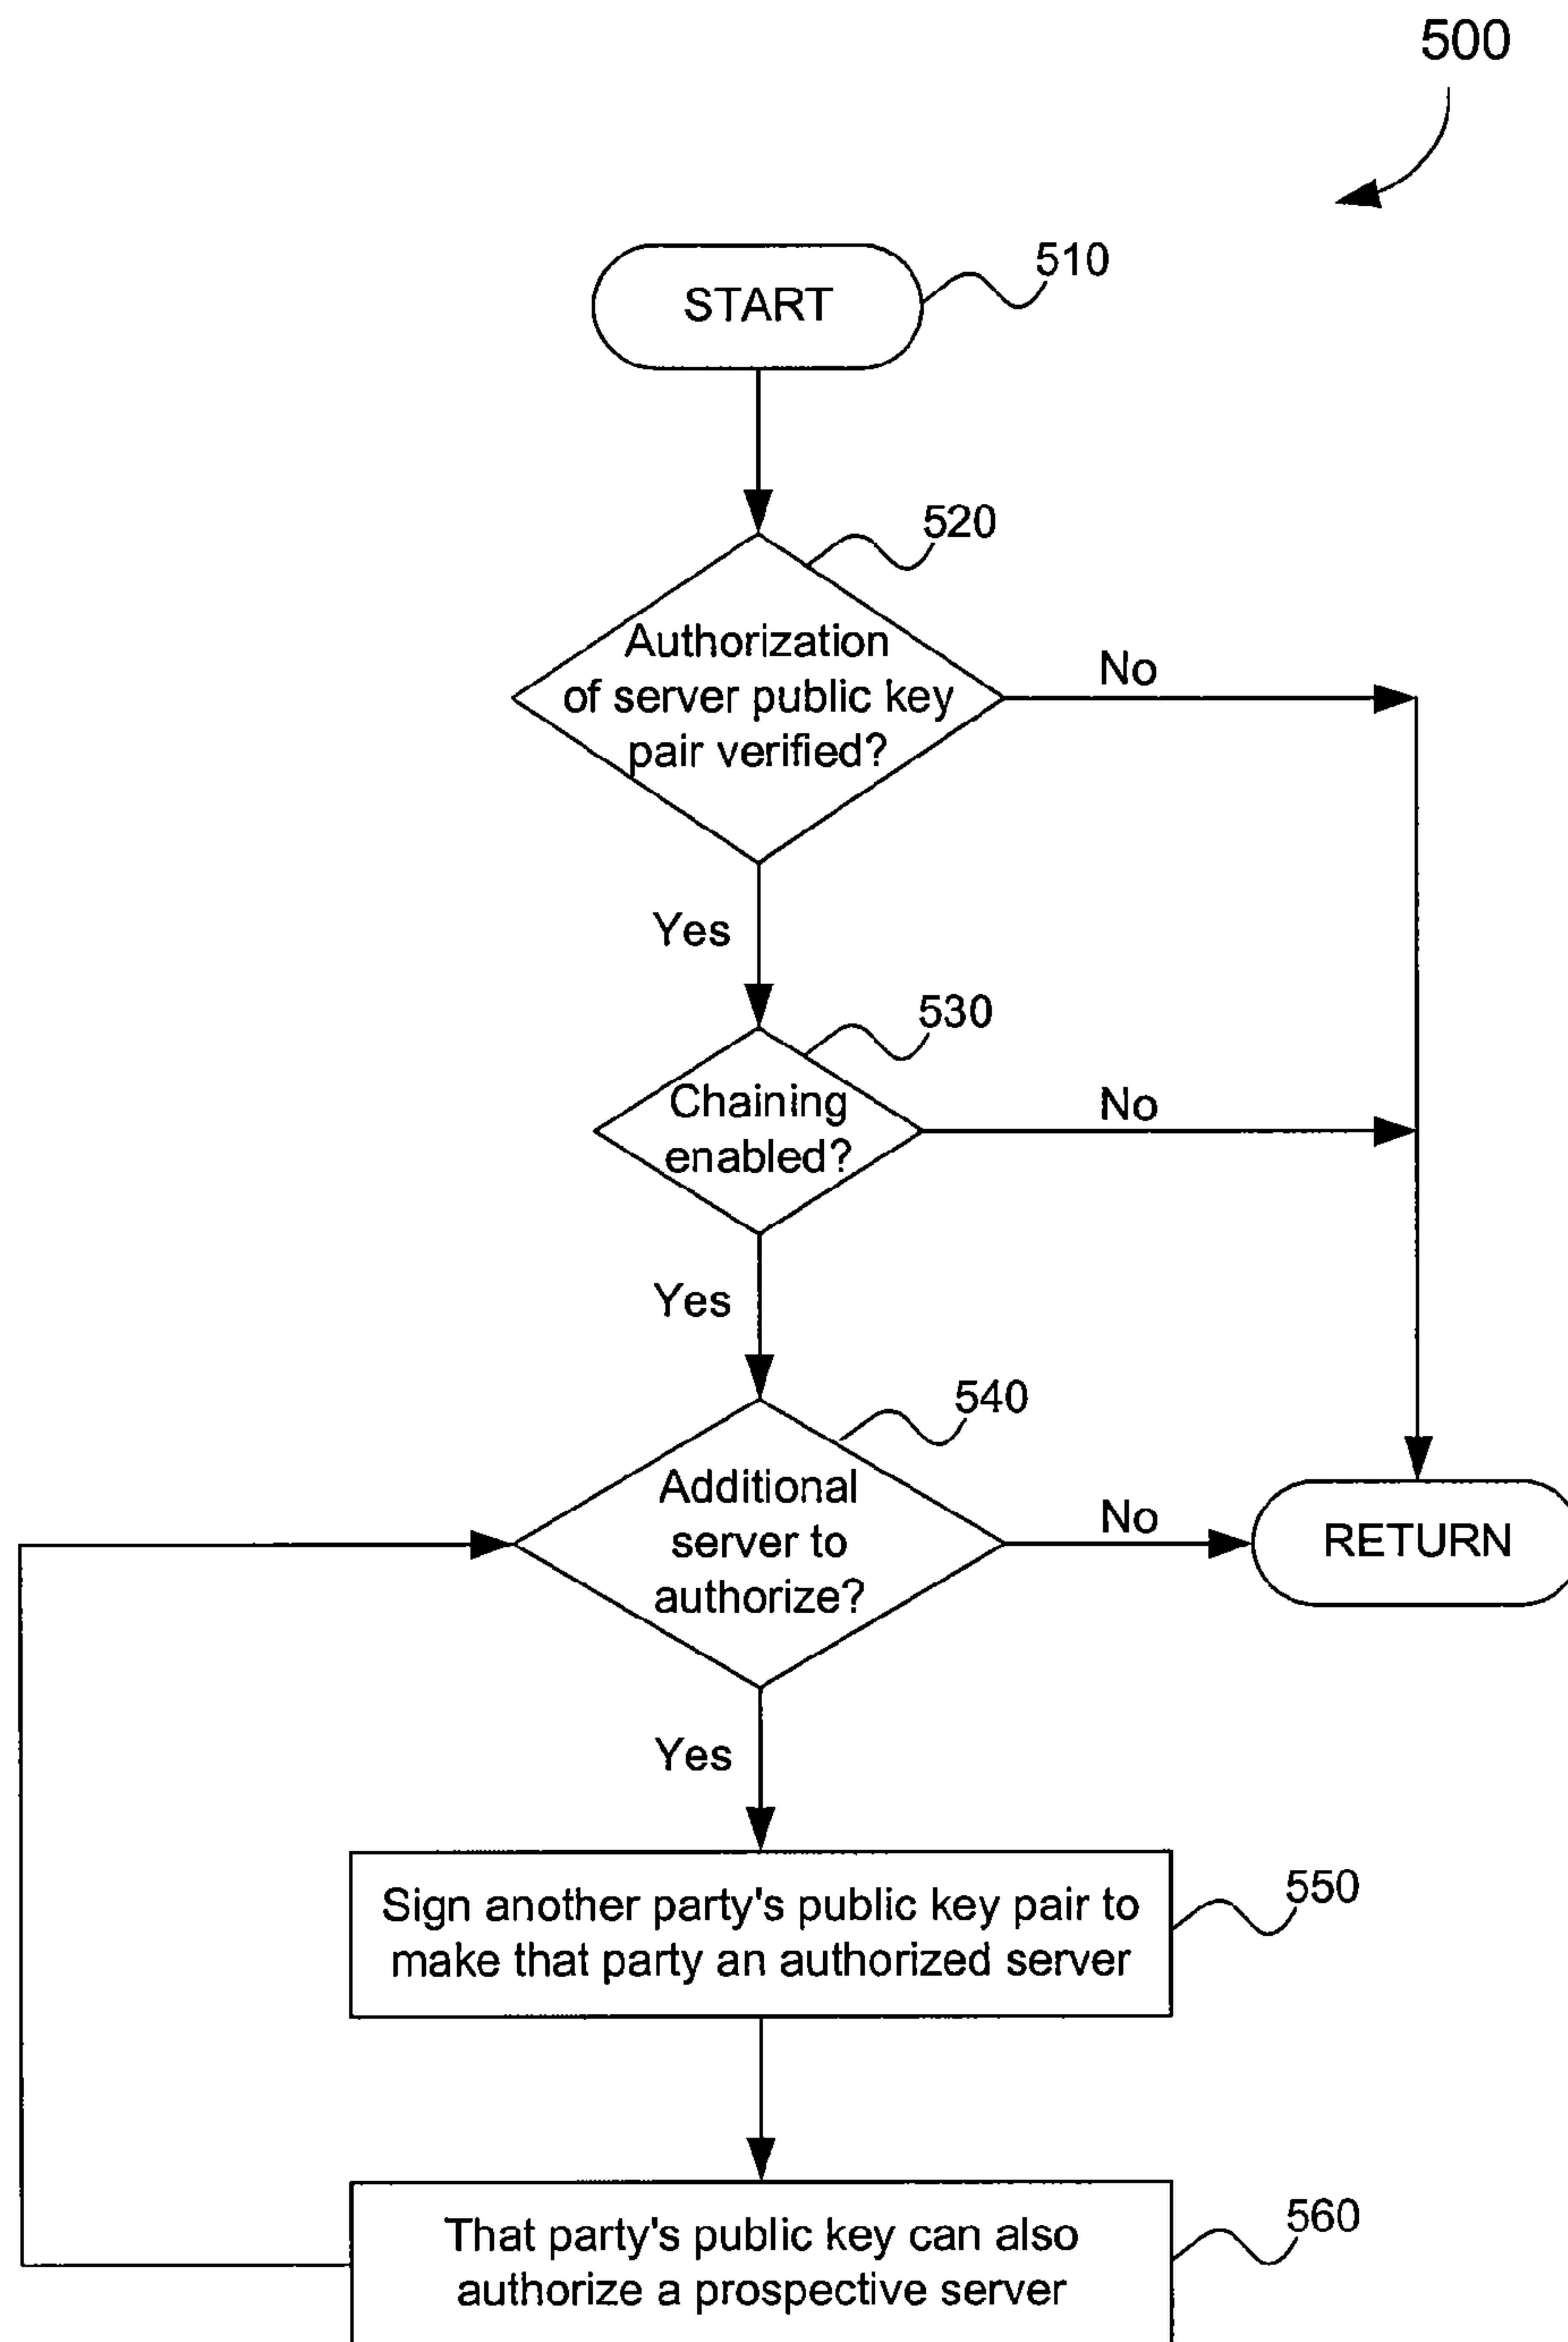 500
START
510
520
Authorization
of server public key
pair verified?
No
Yes
530
Chaining
enabled?
No
Yes
540
Additional
server to
authorize?
No
RETURN
Yes
Sign another party's public key pair to
make that party an authorized server
550
That party's public key can also
authorize a prospective server
560